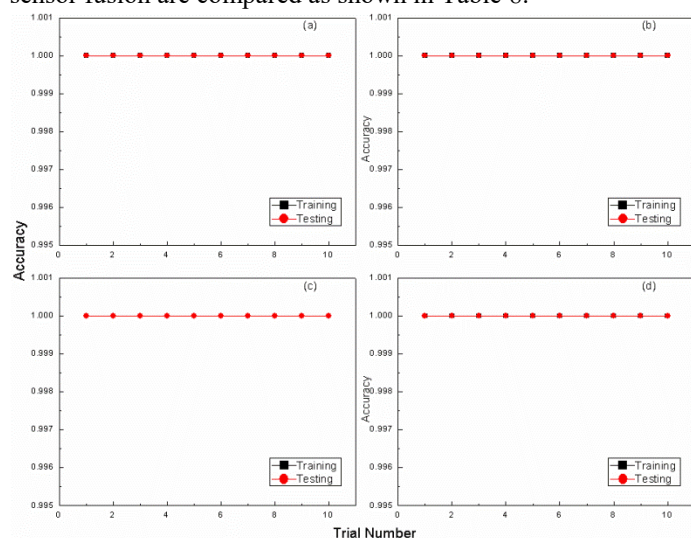 sensor fusion are compared as shown in Table 8.
(a)
1.001
1.000
0.999
0.998
0.997
0.996
0.995
0 2 4 6 8 10
Training
Testing
(b)
1.001
1.000
0.999
0.998
0.997
0.996
0.995
0 2 4 6 8 10
Accuracy
Training
Testing
Accuracy
(c)
1.001
1.000
0.999
0.998
0.997
0.996
0.995
0 2 4 6 8 10
Training
Testing
(d)
1.001
1.000
0.999
0.998
0.997
0.996
0.995
0 2 4 6 8 10
Accuracy
Training
Testing
Trial Number